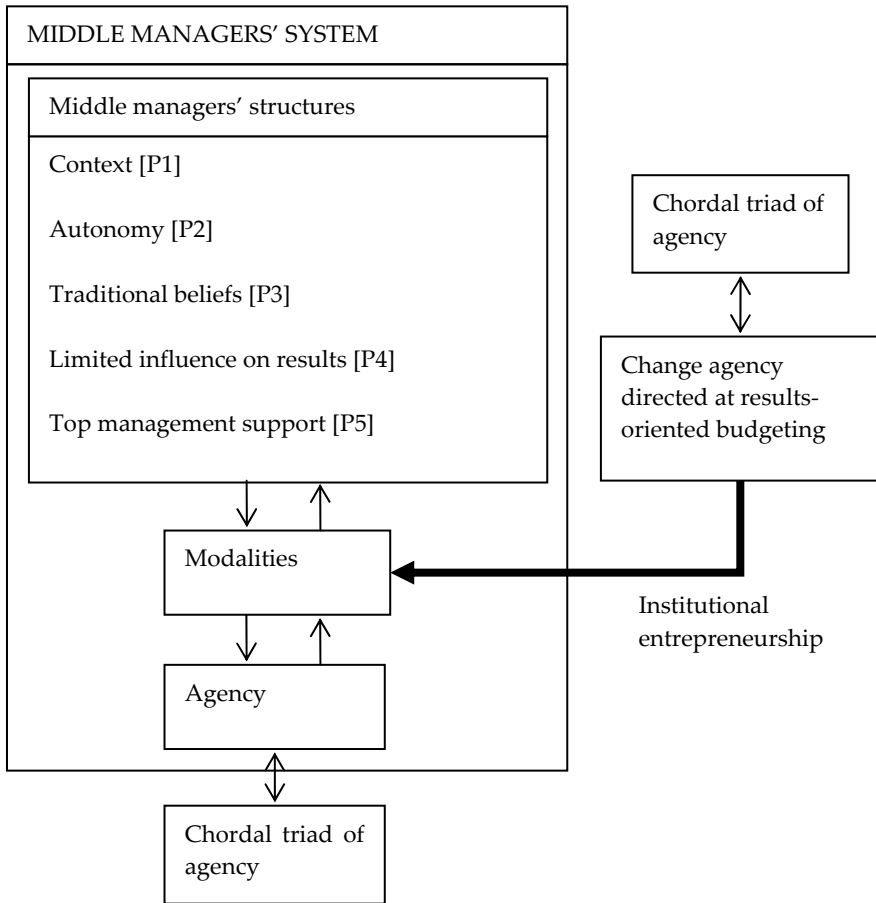 MIDDLE MANAGERS’ SYSTEM
Middle managers’ structures
Context [P1]
Autonomy [P2]
Traditional beliefs [P3]
Limited influence on results [P4]
Top management support [P5]
Chordal triad of
agency
Change agency
directed at results-
oriented budgeting
Modalities
Institutional
entrepreneurship
Agency
Chordal triad of
agency